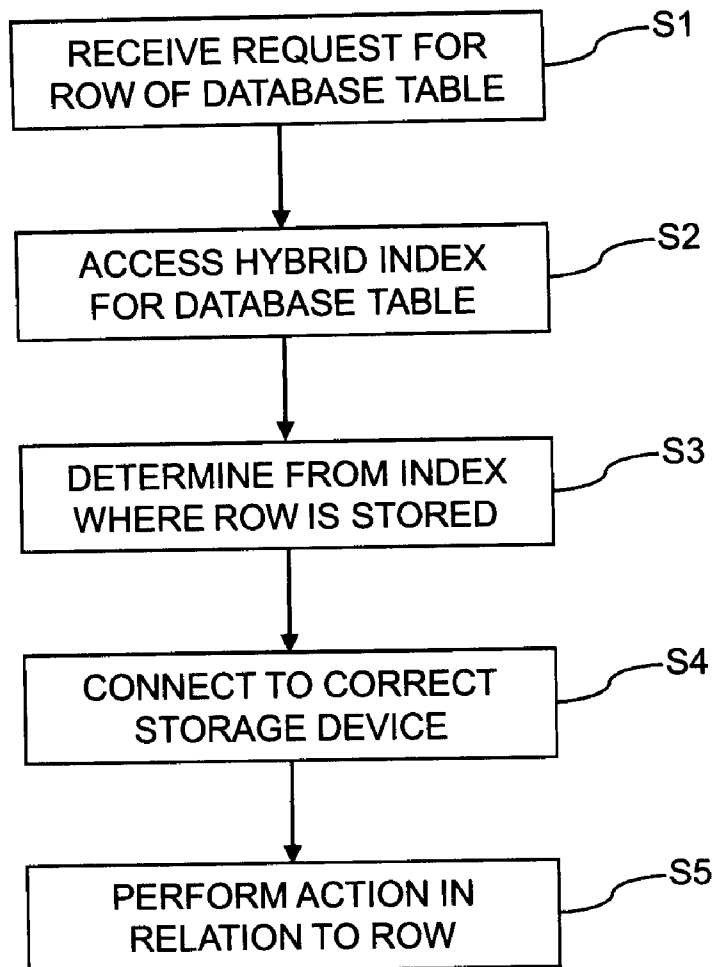 RECEIVE REQUEST FOR
ROW OF DATABASE TABLE
S1
ACCESS HYBRID INDEX
FOR DATABASE TABLE
S2
DETERMINE FROM INDEX
WHERE ROW IS STORED
S3
CONNECT TO CORRECT
STORAGE DEVICE
S4
PERFORM ACTION IN
RELATION TO ROW
S5